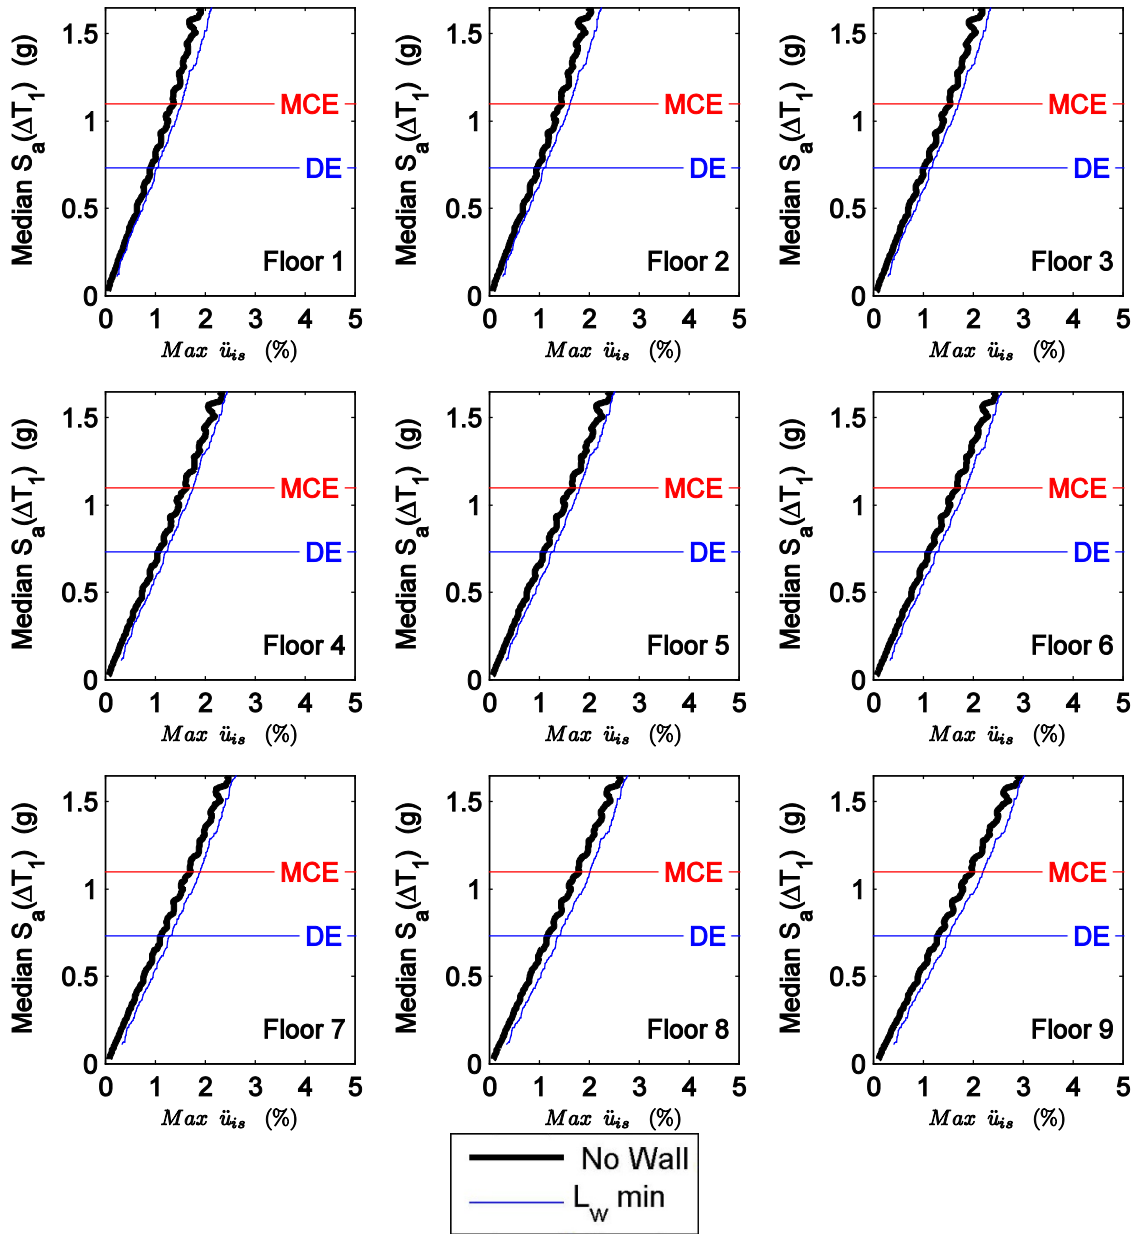 Median Sa(ΔT1) (g)
1.5
1
0.5
0
MCE
DE
Floor 1
0 1 2 3 4 5
Max üis (%)
Median Sa(ΔT1) (g)
1.5
1
0.5
0
MCE
DE
Floor 2
0 1 2 3 4 5
Max üis (%)
Median Sa(ΔT1) (g)
1.5
1
0.5
0
MCE
DE
Floor 3
0 1 2 3 4 5
Max üis (%)
Median Sa(ΔT1) (g)
1.5
1
0.5
0
MCE
DE
Floor 4
0 1 2 3 4 5
Max üis (%)
Median Sa(ΔT1) (g)
1.5
1
0.5
0
MCE
DE
Floor 5
0 1 2 3 4 5
Max üis (%)
Median Sa(ΔT1) (g)
1.5
1
0.5
0
MCE
DE
Floor 6
0 1 2 3 4 5
Max üis (%)
Median Sa(ΔT1) (g)
1.5
1
0.5
0
MCE
DE
Floor 7
0 1 2 3 4 5
Max üis (%)
Median Sa(ΔT1) (g)
1.5
1
0.5
0
MCE
DE
Floor 8
0 1 2 3 4 5
Max üis (%)
Median Sa(ΔT1) (g)
1.5
1
0.5
0
MCE
DE
Floor 9
0 1 2 3 4 5
Max üis (%)
No Wall
Lw min